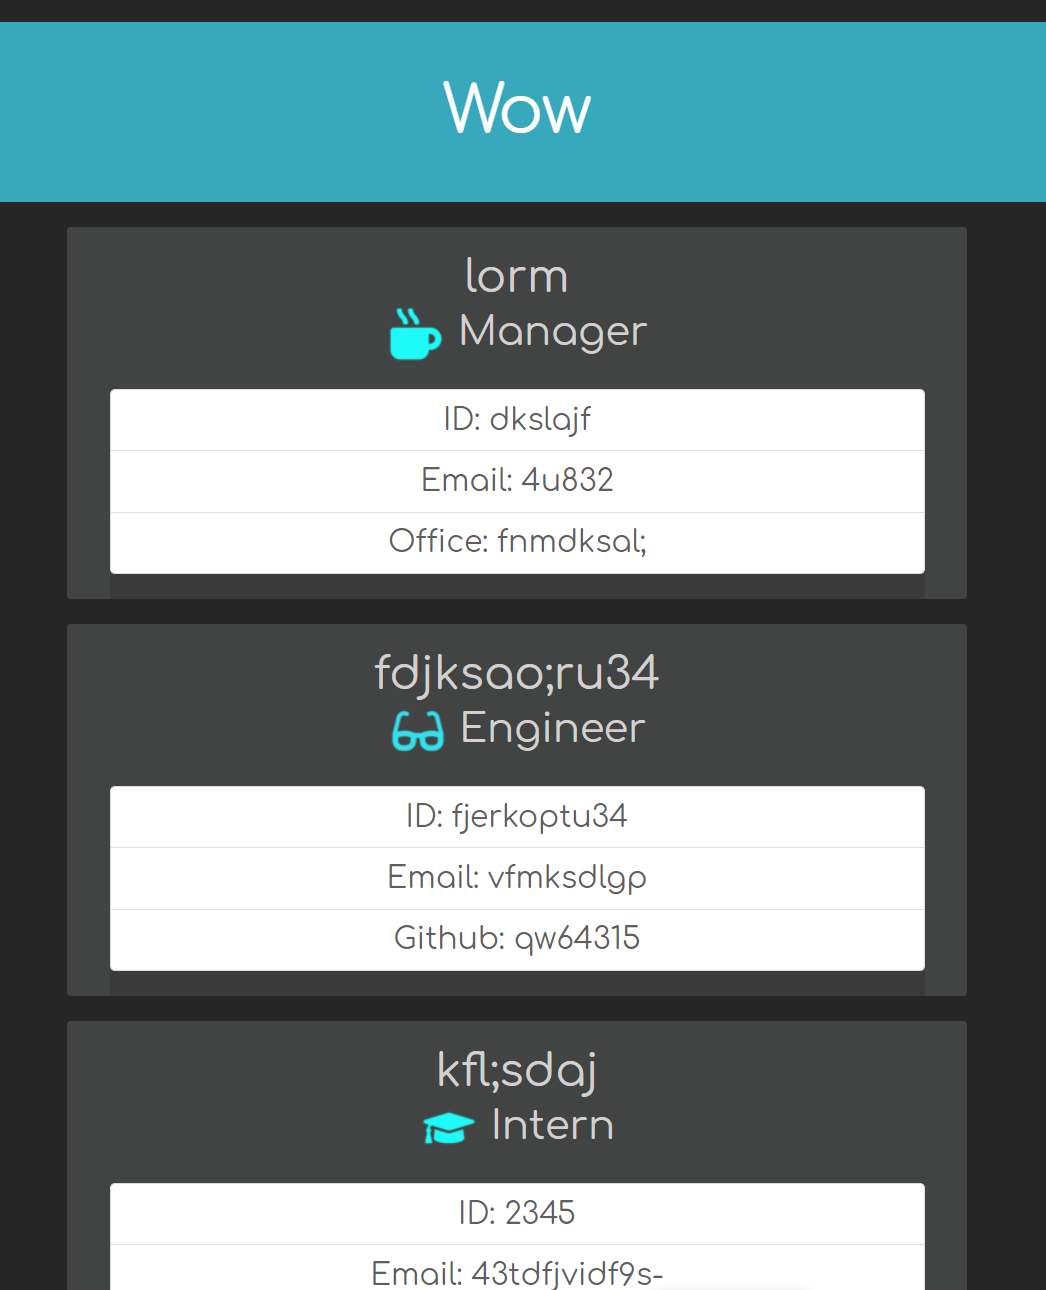 Wow
lorm
Manager
ID: dkslajf
Email: 4u832
Office: fnmdksal;
fdjksao;ru34
Engineer
ID: fjerkoptu34
Email: vfmksdlgp
Github: qw64315
kfl;sdaj
Intern
ID: 2345
Email: 43tdfjvidf9s-